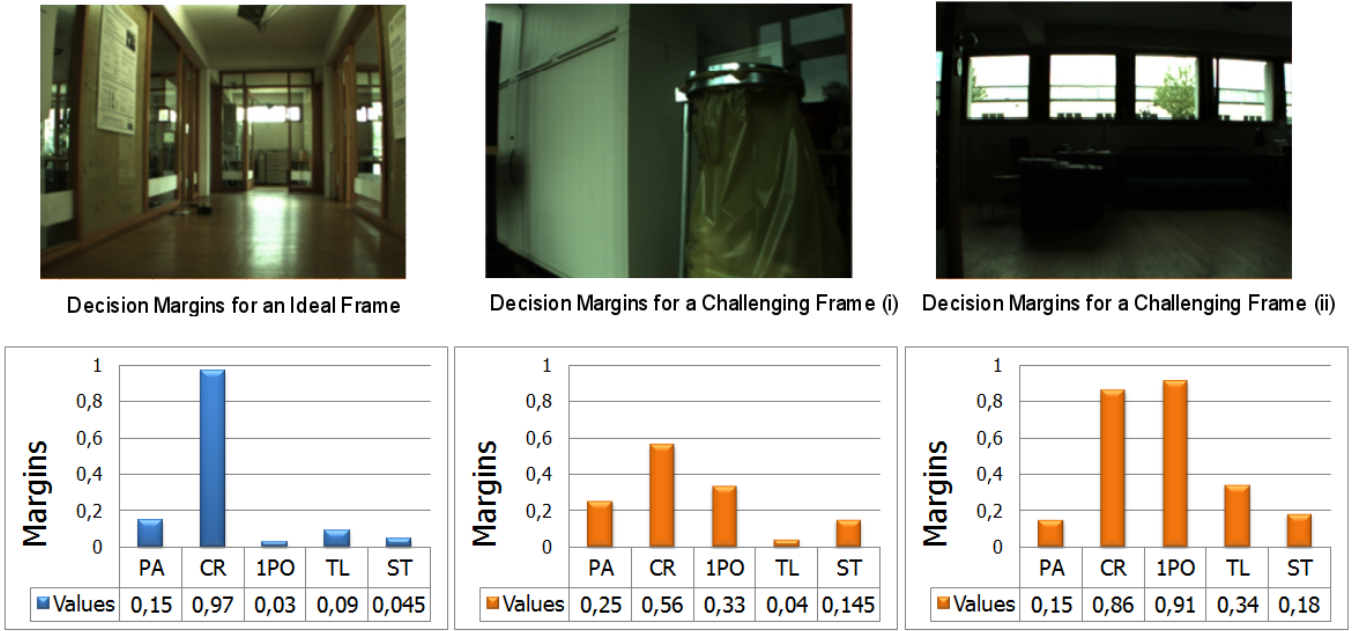 Decision Margins for an Ideal Frame
Decision Margins for a Challenging Frame (i)
Decision Margins for a Challenging Frame (ii)
Margins
1
0,8
0,6
0,4
0,2
0
PA CR 1PO TL ST
Values 0,15 0,97 0,03 0,09 0,045
Margins
1
0,8
0,6
0,4
0,2
0
PA CR 1PO TL ST
Values 0,25 0,56 0,33 0,04 0,145
Margins
1
0,8
0,6
0,4
0,2
0
PA CR 1PO TL ST
Values 0,15 0,86 0,91 0,34 0,18